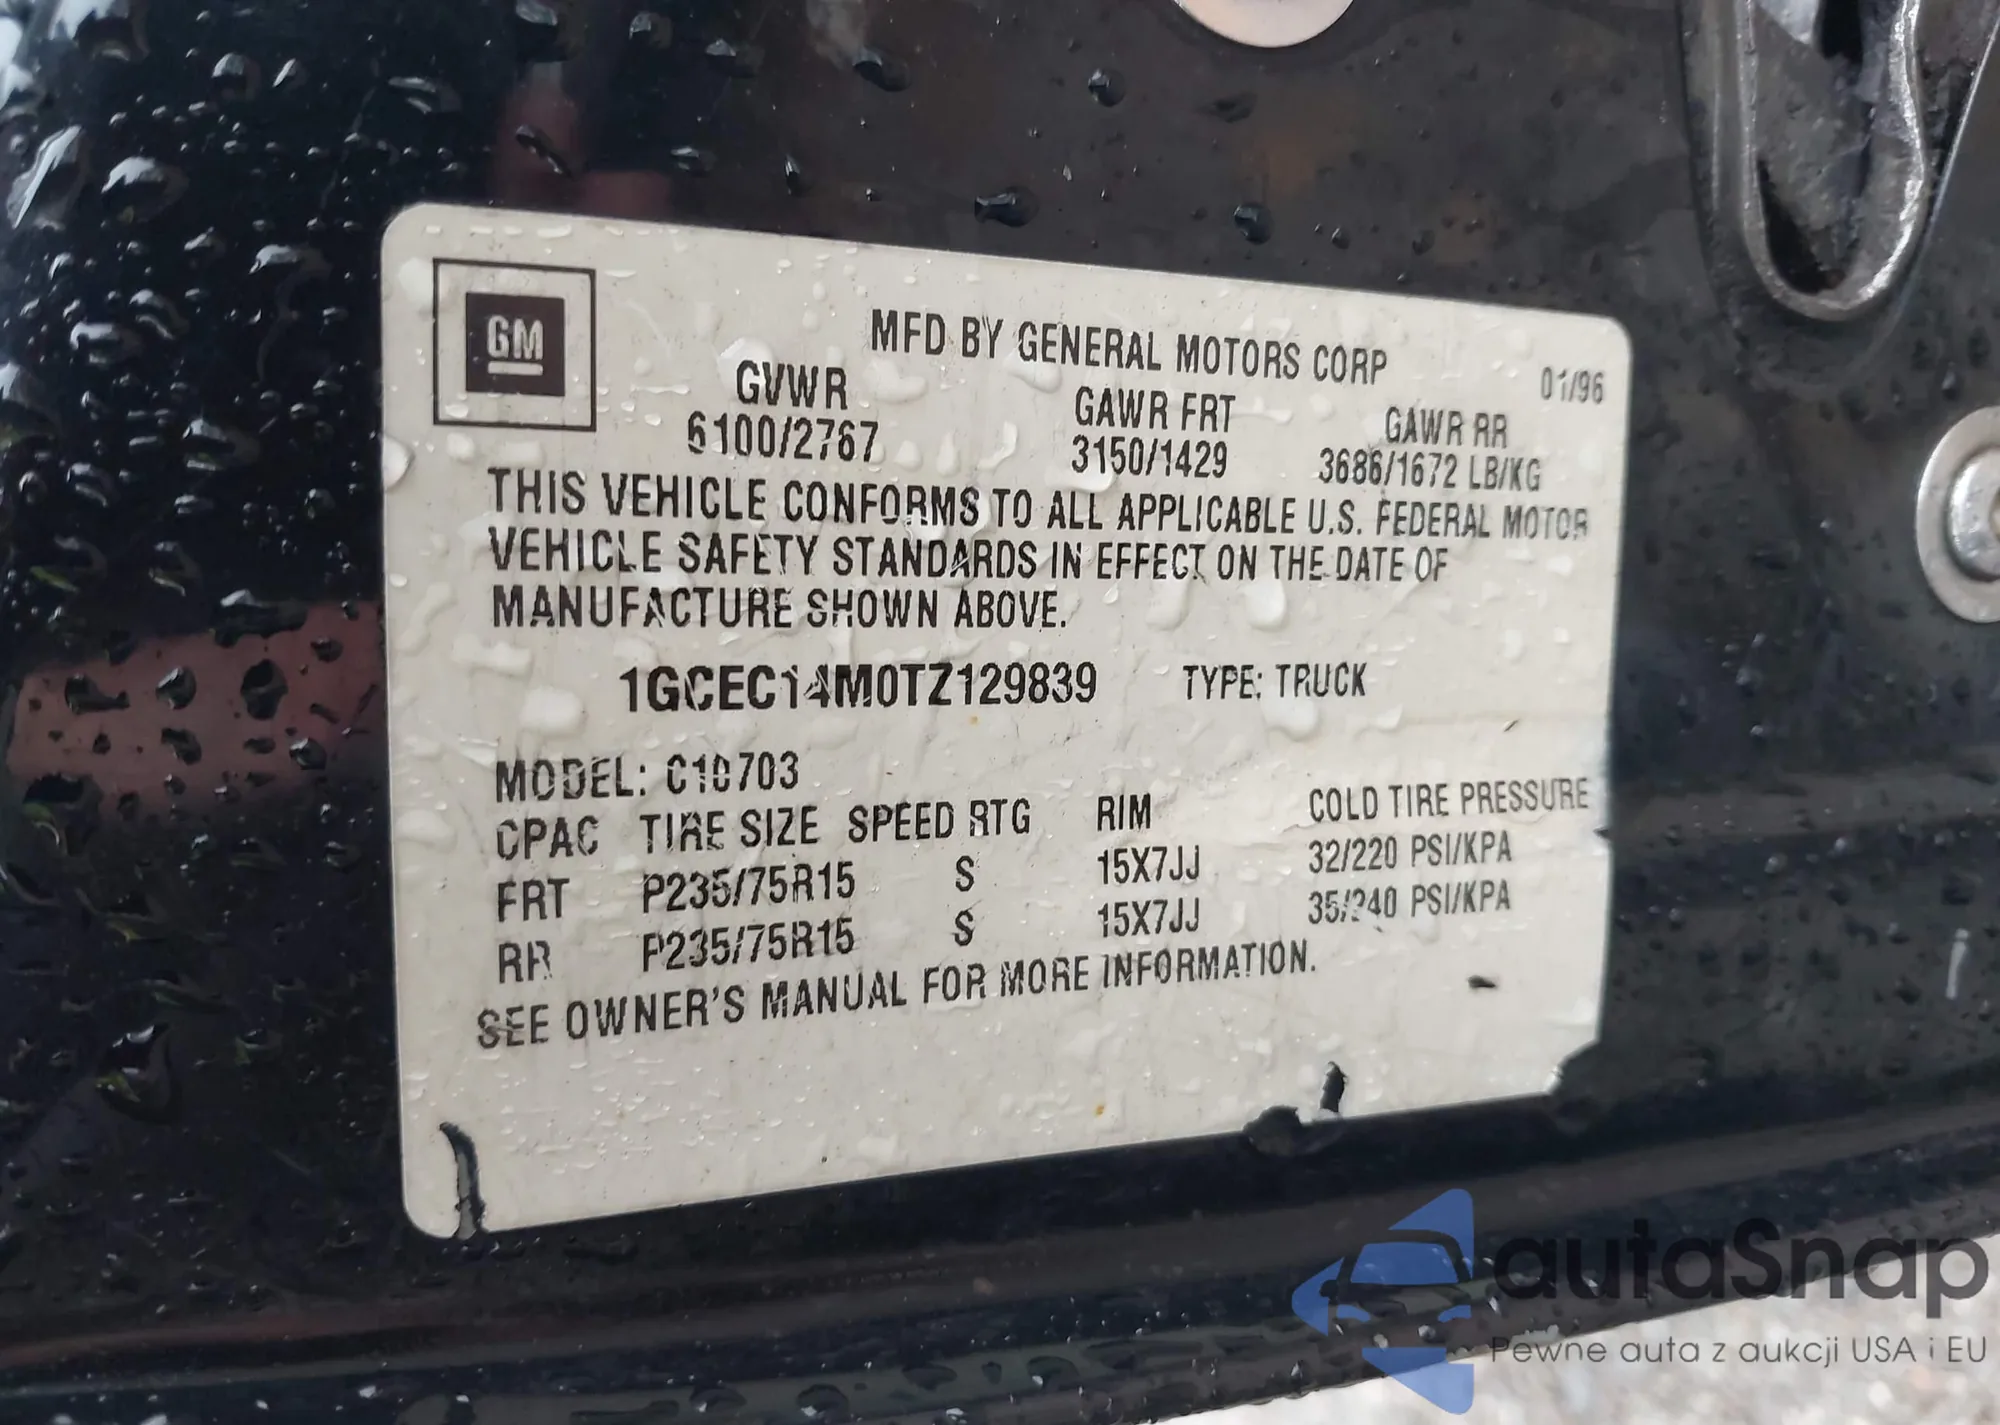 GM
MFD BY GENERAL MOTORS CORP
01/96
GVWR GAWR FRT GAWR RR
6100/2767 3150/1429 3686/1672 LB/KG
THIS VEHICLE CONFORMS TO ALL APPLICABLE U.S. FEDERAL MOTOR
VEHICLE SAFETY STANDARDS IN EFFECT ON THE DATE OF
MANUFACTURE SHOWN ABOVE.
1GCEC14M0TZ129839 TYPE: TRUCK
MODEL: C10703
CPAC TIRE SIZE SPEED RTG RIM COLD TIRE PRESSURE
FRT P235/75R15 S 15X7JJ 32/220 PSI/KPA
RR P235/75R15 S 15X7JJ 35/240 PSI/KPA
SEE OWNER'S MANUAL FOR MORE INFORMATION.
autoSnap
Pewne auta z aukcji USA i EU